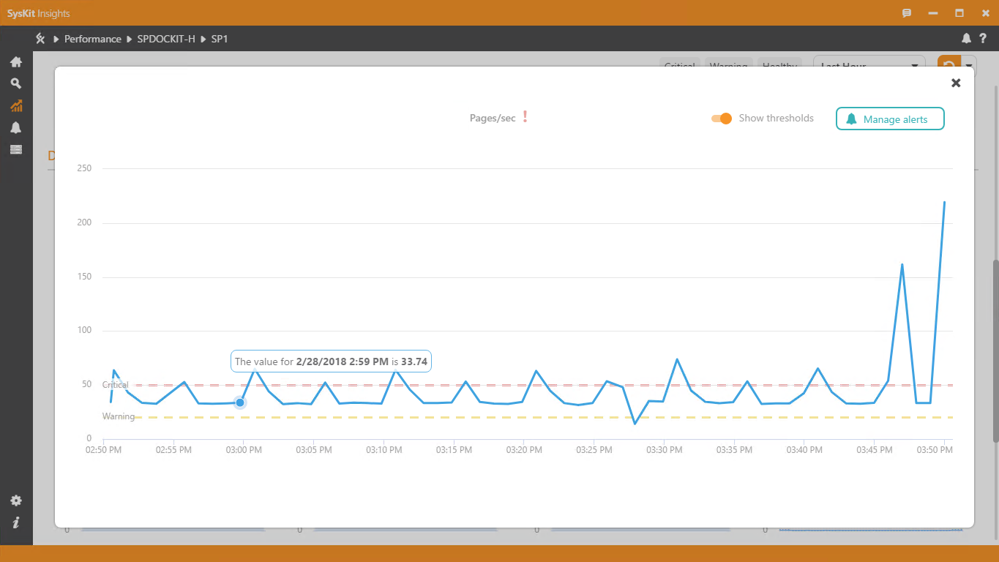 SysKit Insights
Performance SPDOCKIT-H SP1 ?
Critical Warning Healthy Last Hour
Pages/sec ! Show thresholds Manage alerts
D
250
200
150
100
The value for 2/28/2018 2:59 PM is 33.74
50 Critical
Warning
0
02:50 PM 02:55 PM 03:00 PM 03:05 PM 03:10 PM 03:15 PM 03:20 PM 03:25 PM 03:30 PM 03:35 PM 03:40 PM 03:45 PM 03:50 PM
0 0 0 0